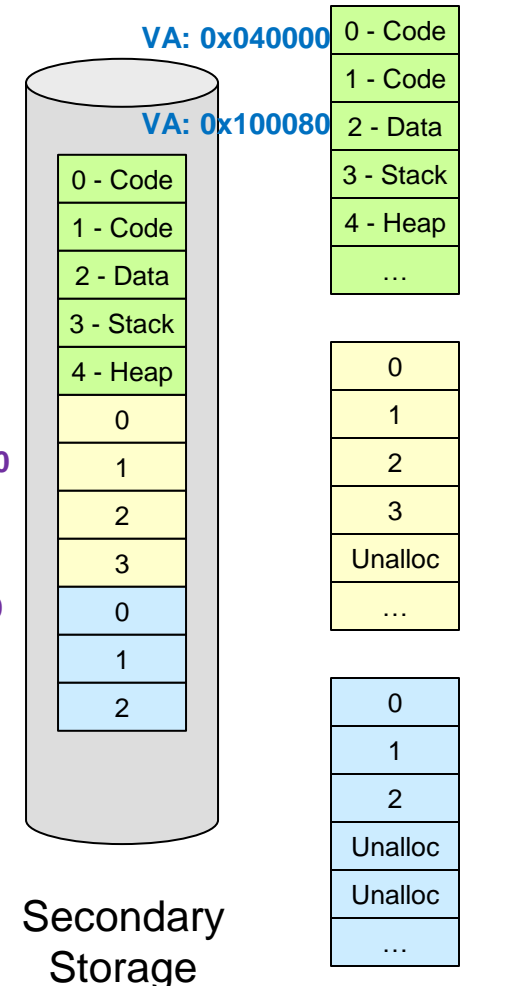 VA: 0x040000
0 - Code
1 - Code
VA: 0x100080
2 - Data
3 - Stack
4 - Heap
…
0 - Code
1 - Code
2 - Data
3 - Stack
4 - Heap
0
1
2
3
0
1
2
0
)
0
1
2
3
Unalloc
…
0
1
2
Unalloc
Unalloc
…
Secondary
Storage